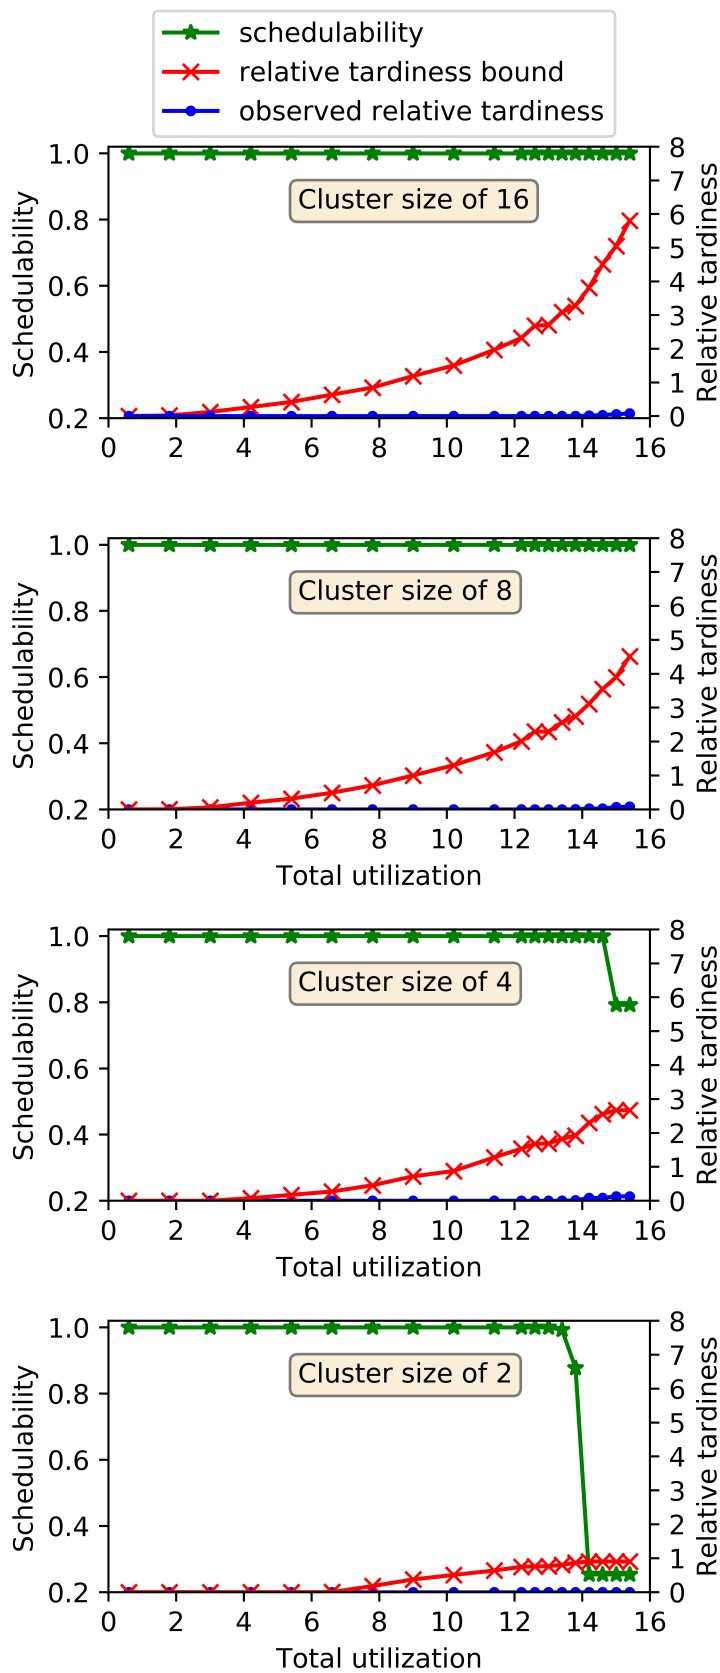 schedulability
relative tardiness bound
observed relative tardiness
1.0
0.8
0.6
0.4
0.2
Schedulability
Cluster size of 16
8
7
6
5
4
3
2
1
0
Relative tardiness
0 2 4 6 8 10 12 14 16
1.0
0.8
0.6
0.4
0.2
Schedulability
Cluster size of 8
8
7
6
5
4
3
2
1
0
Relative tardiness
0 2 4 6 8 10 12 14 16
Total utilization
1.0
0.8
0.6
0.4
0.2
Schedulability
Cluster size of 4
8
7
6
5
4
3
2
1
0
Relative tardiness
0 2 4 6 8 10 12 14 16
Total utilization
1.0
0.8
0.6
0.4
0.2
Schedulability
Cluster size of 2
8
7
6
5
4
3
2
1
0
Relative tardiness
0 2 4 6 8 10 12 14 16
Total utilization